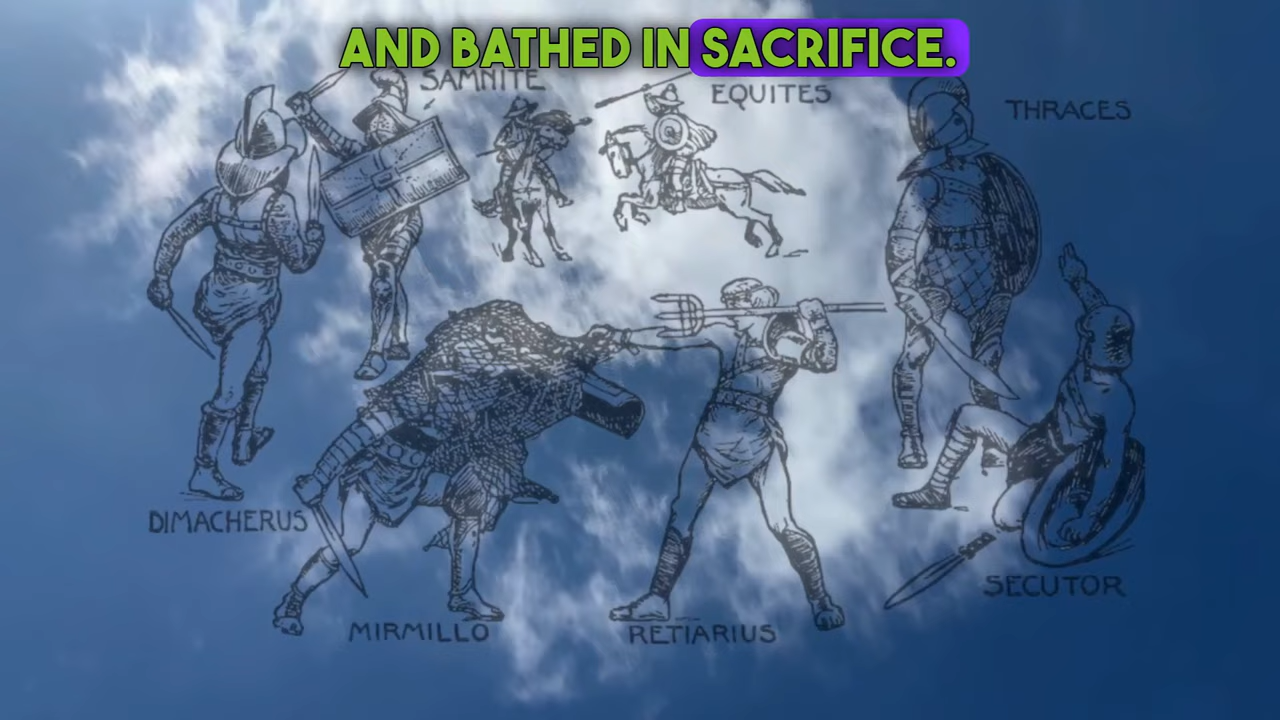 AND BATHED IN SACRIFICE.
SAMNITE
EQUITES
THRACES
DIMACHERUS
MIRMILLO
RETIARIUS
SECUTOR